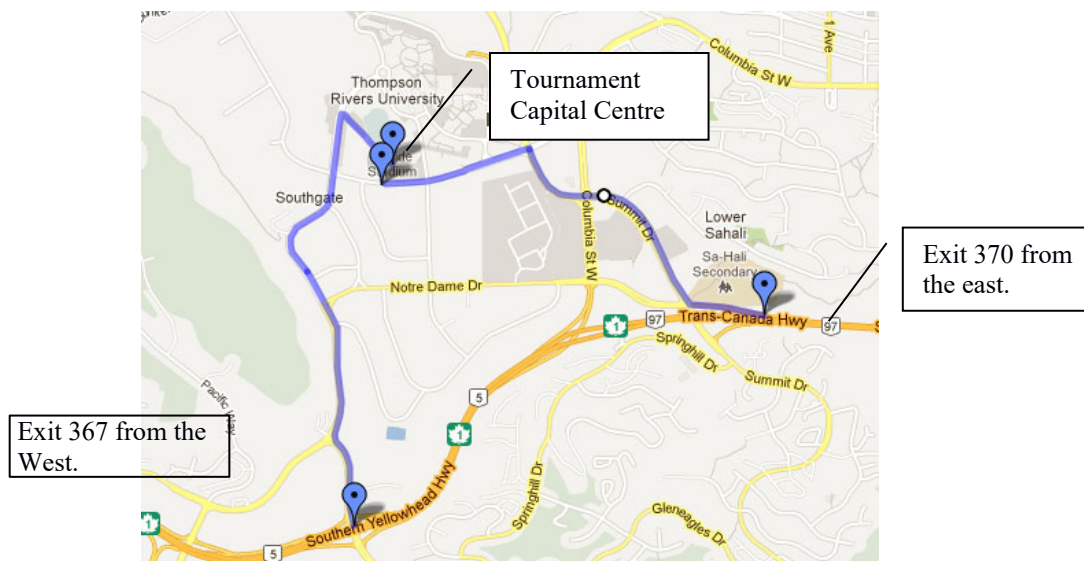 Columbia St W
1 Ave
Tournament
Capital Centre
Thompson
Rivers University
Stadium
Southgate
Columbia St W
Summit Dr
Lower
Sahali
Sa-Hali
Secondary
Exit 370 from
the east.
Notre Dame Dr
Trans-Canada Hwy
97
97
1
Springhill Dr
Summit Dr
5
1
Pacific Way
Exit 367 from the
West.
Springhill Dr
Gleneagles Dr
Southern Yellowhead Hwy
1
5